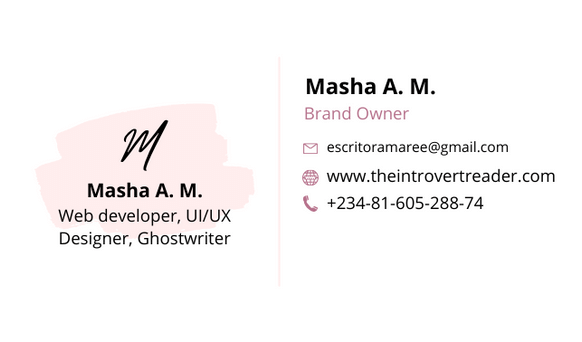 M
Masha A. M.
Web developer, UI/UX
Designer, Ghostwriter
Masha A. M.
Brand Owner
escritoramaree@gmail.com
www.theintrovertreader.com
+234-81-605-288-74